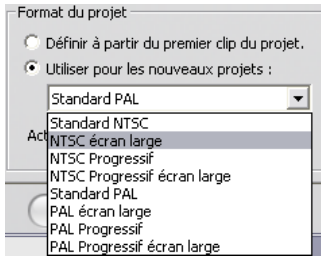 Format du projet
Définir à partir du premier clip du projet.
Utiliser pour les nouveaux projets :
Standard PAL
Standard NTSC
Act
NTSC écran large
NTSC Progressif
NTSC Progressif écran large
Standard PAL
PAL écran large
PAL Progressif
PAL Progressif écran large